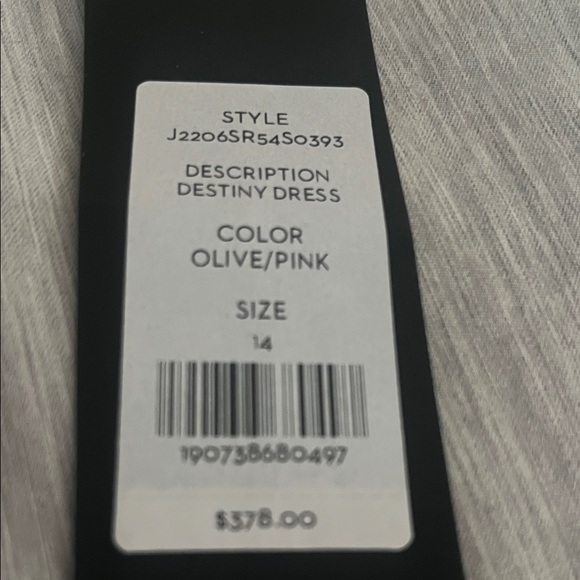 STYLE
J2206SR54S0393
DESCRIPTION
DESTINY DRESS
COLOR
OLIVE/PINK
SIZE
14
190738680497
$378.00